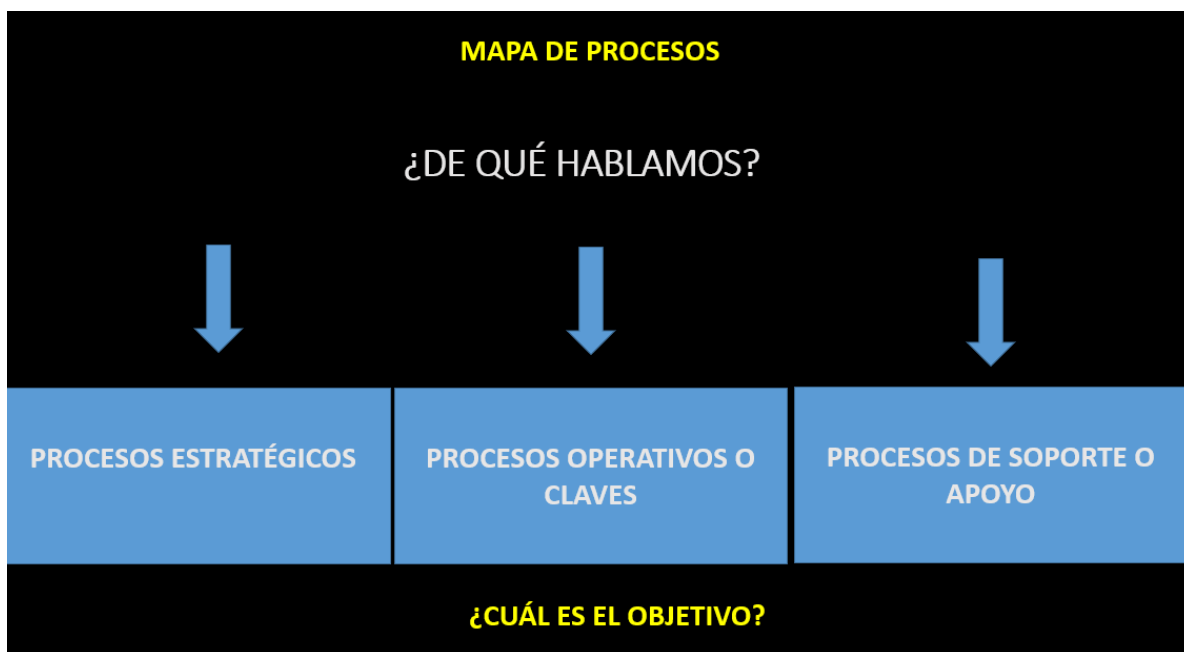 MAPA DE PROCESOS
¿DE QUÉ HABLAMOS?
PROCESOS ESTRATÉGICOS
PROCESOS OPERATIVOS O
CLAVES
PROCESOS DE SOPORTE O
APOYO
¿CUÁL ES EL OBJETIVO?